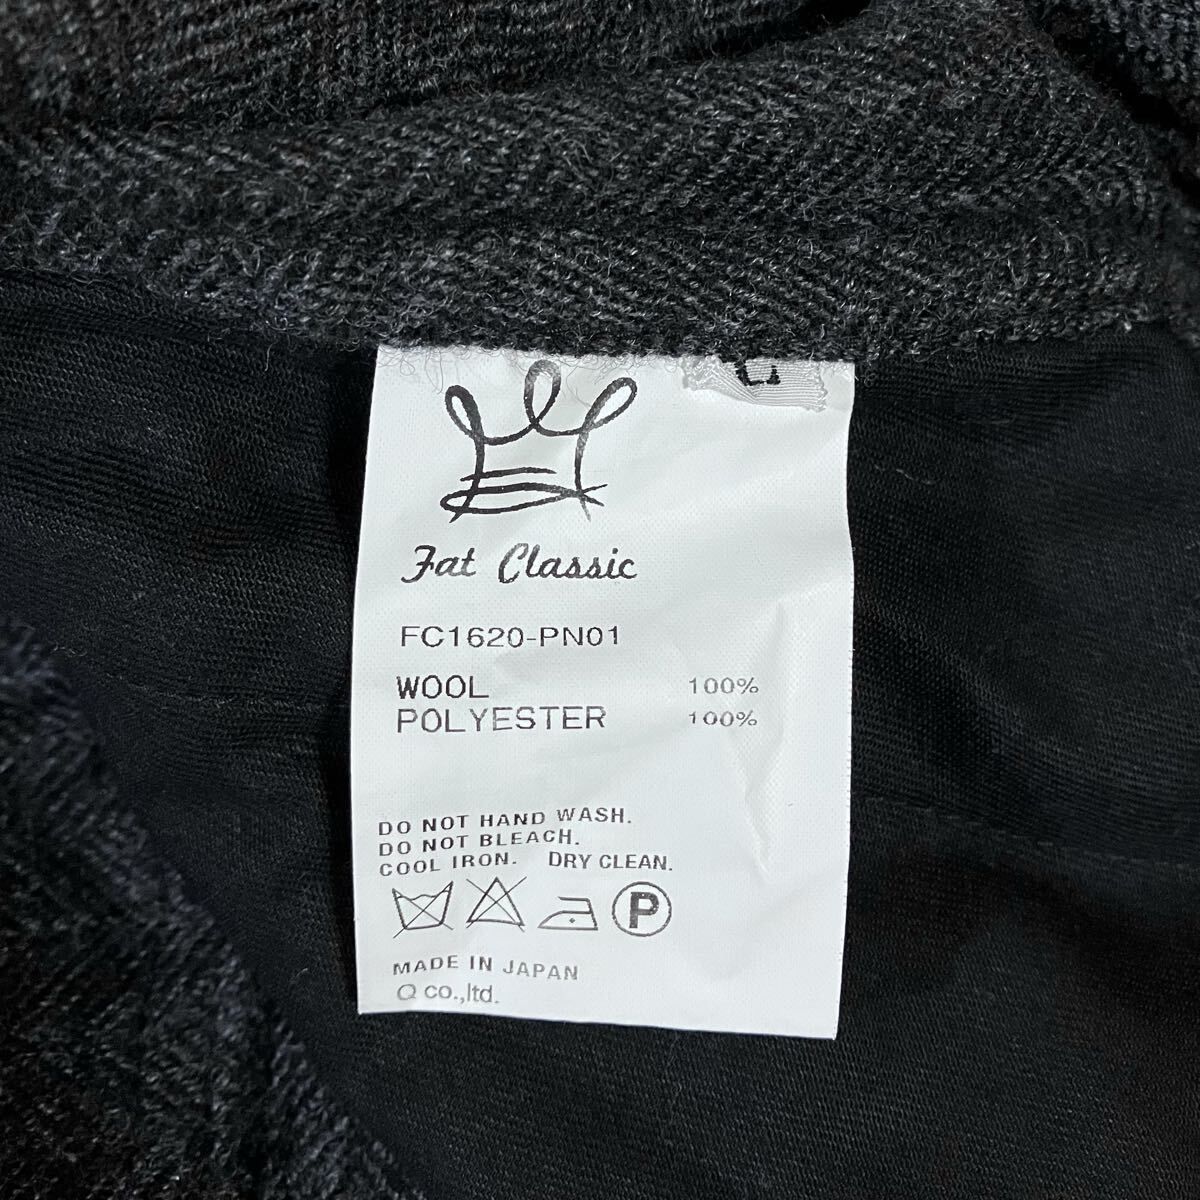 Fat Classic
FC1620-PN01
WOOL 100%
POLYESTER 100%
DO NOT HAND WASH.
DO NOT BLEACH.
COOL IRON. DRY CLEAN.
P
MADE IN JAPAN
Q co.,ltd.